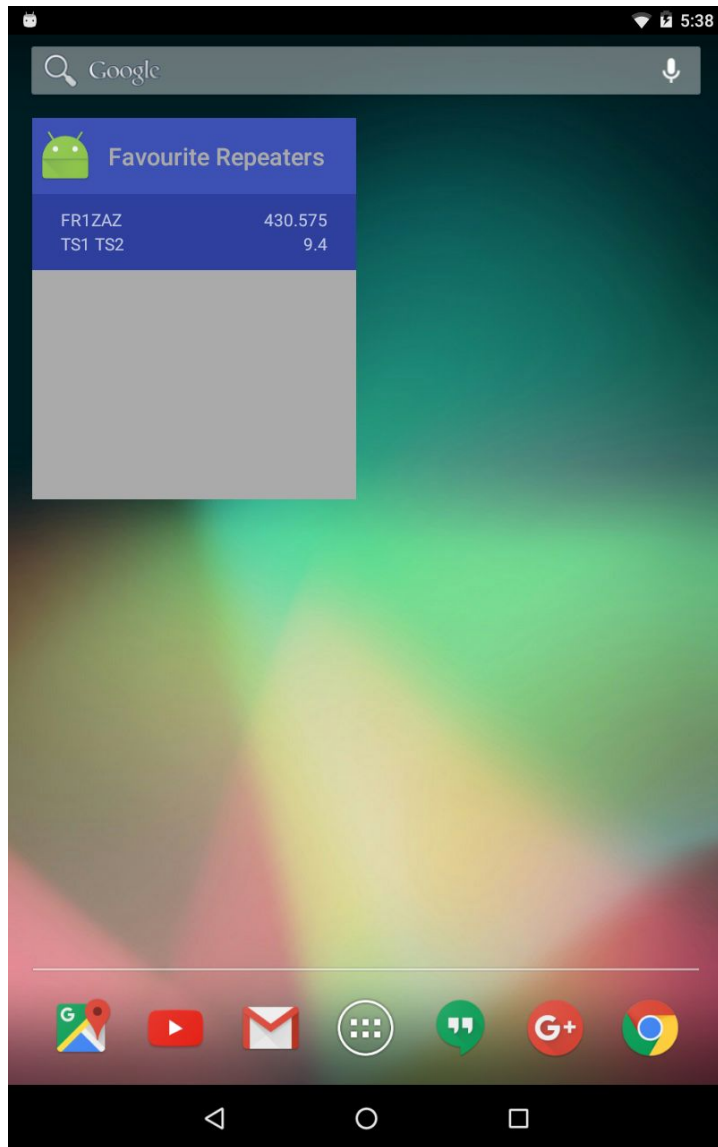 5:38
Google
Favourite Repeaters
FR1ZAZ 430.575
TS1 TS2 9.4
G
G+